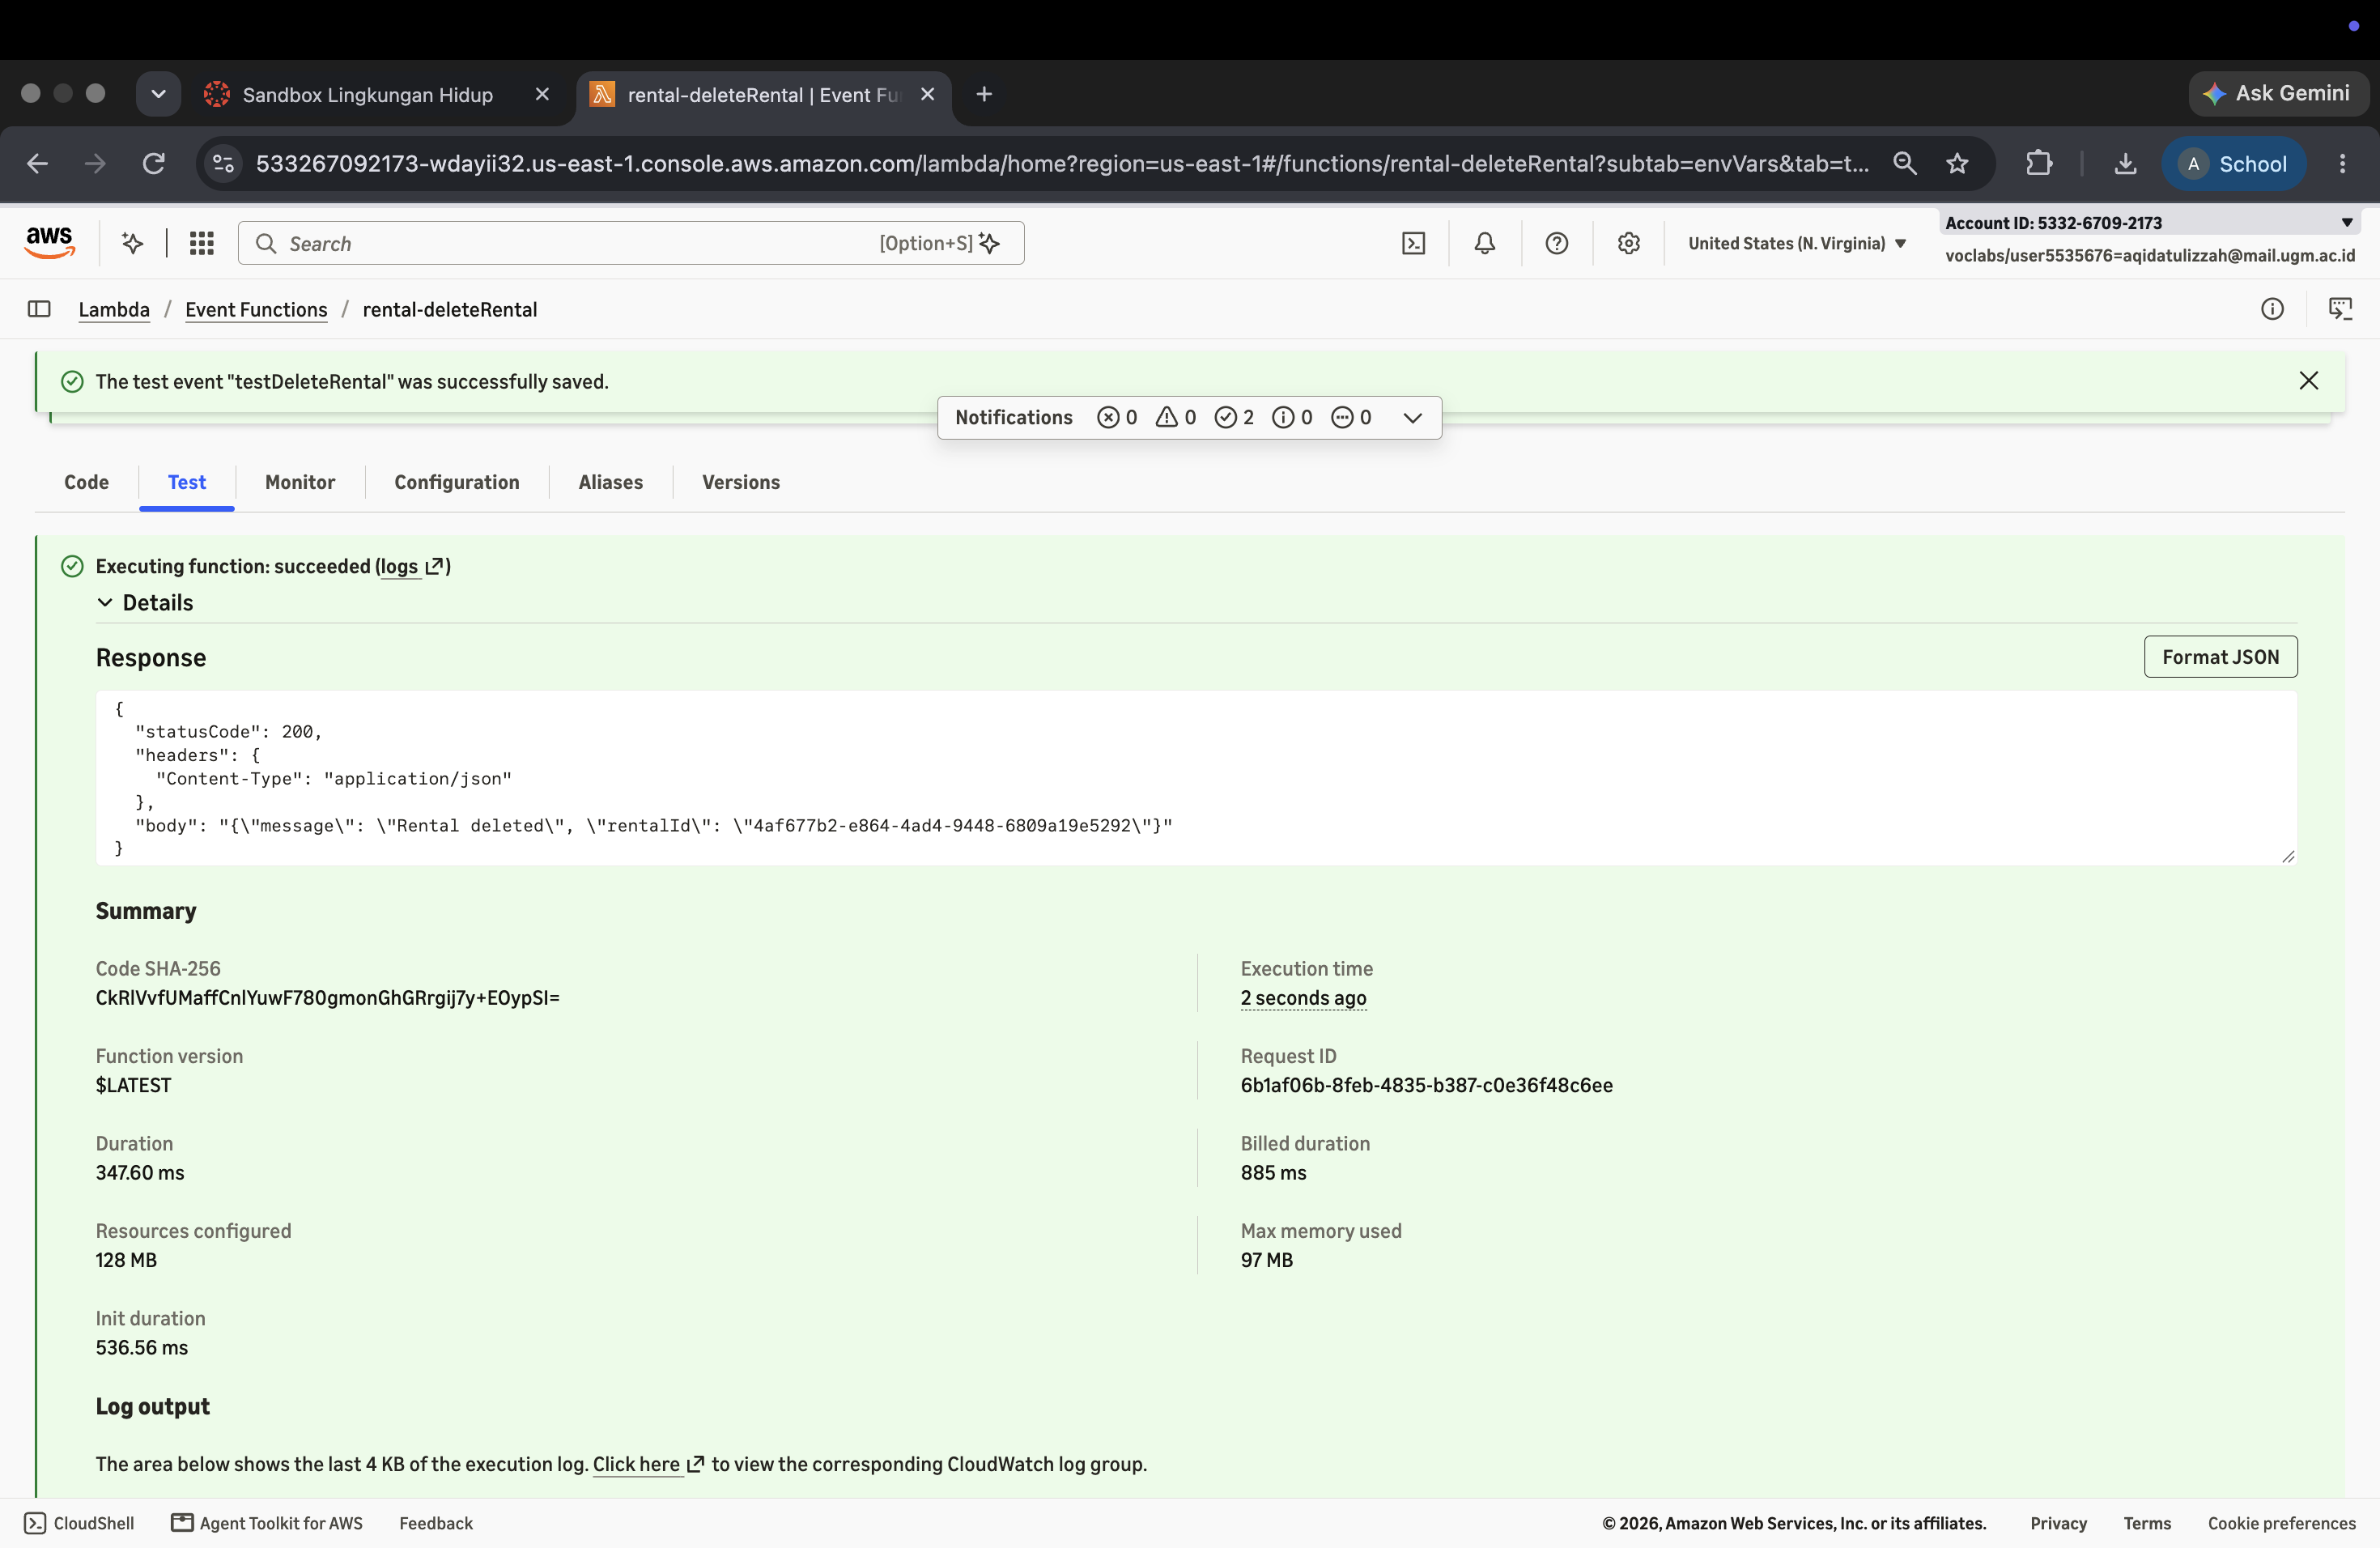 Sandbox Lingkungan Hidup
rental-deleteRental | Event Fu
Ask Gemini
533267092173-wdayii32.us-east-1.console.aws.amazon.com/lambda/home?region=us-east-1#/functions/rental-deleteRental?subtab=envVars&tab=t...
A School
aws
Search
[Option+S]
United States (N. Virginia)
Account ID: 5332-6709-2173
voclabs/user5535676=aqidatulizzah@mail.ugm.ac.id
Lambda / Event Functions / rental-deleteRental
The test event "testDeleteRental" was successfully saved.
Notifications 0 0 2 0 0
Code Test Monitor Configuration Aliases Versions
Executing function: succeeded (logs)
Details
Response
Format JSON
{
"statusCode": 200,
"headers": {
"Content-Type": "application/json"
},
"body": "{\"message\": \"Rental deleted\", \"rentalId\": \"4af677b2-e864-4ad4-9448-6809a19e5292\"}"
}
Summary
Code SHA-256
CkRlVvfUMaffCnlYuwF780gmonGhGRrgij7y+EOypSI=
Execution time
2 seconds ago
Function version
$LATEST
Request ID
6b1af06b-8feb-4835-b387-c0e36f48c6ee
Duration
347.60 ms
Billed duration
885 ms
Resources configured
128 MB
Max memory used
97 MB
Init duration
536.56 ms
Log output
The area below shows the last 4 KB of the execution log. Click here to view the corresponding CloudWatch log group.
CloudShell Agent Toolkit for AWS Feedback
© 2026, Amazon Web Services, Inc. or its affiliates. Privacy Terms Cookie preferences